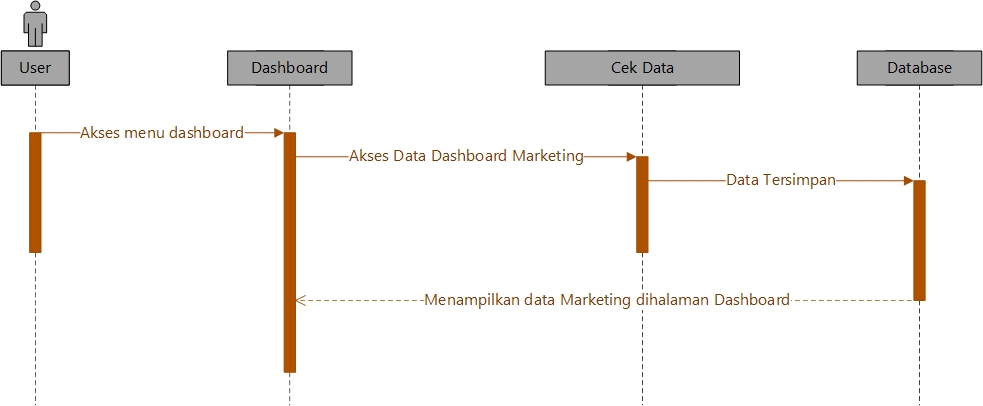 User
Dashboard
Cek Data
Database
Akses menu dashboard
Akses Data Dashboard Marketing
Data Tersimpan
Menampilkan data Marketing dihalaman Dashboard